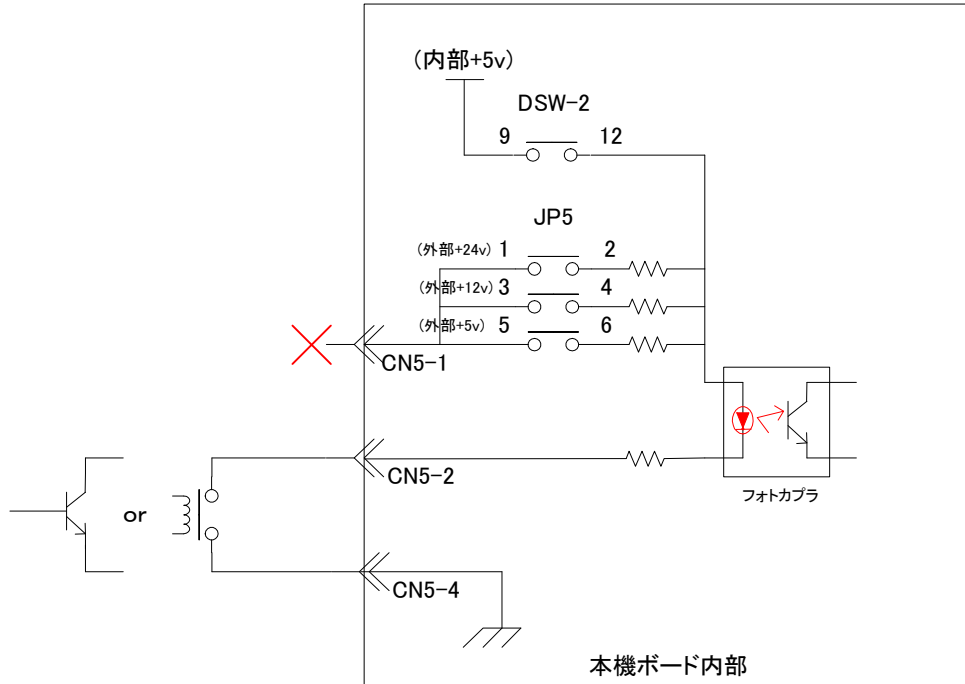 (内部+5v)
DSW-2
9 12
JP5
(外部+24v) 1 2
(外部+12v) 3 4
(外部+5v) 5 6
CN5-1
CN5-2
フォトカプラ
or
CN5-4
本機ボード内部